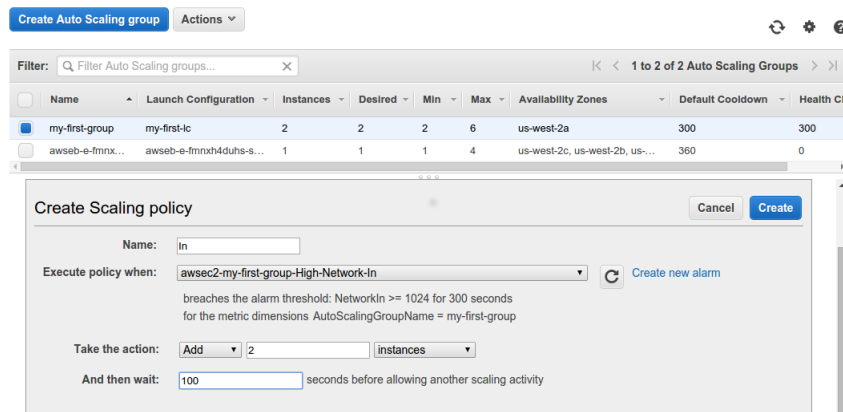 Create Auto Scaling group Actions
Filter: Filter Auto Scaling groups... 1 to 2 of 2 Auto Scaling Groups
Name Launch Configuration Instances Desired Min Max Availability Zones Default Cooldown Health
my-first-group my-first-lc 2 2 2 6 us-west-2a 300 300
awseb-e-fmnx... awseb-e-fmnxh4duhs-s... 1 1 1 4 us-west-2c, us-west-2b, us-... 360 0
Create Scaling policy Cancel Create
Name: In
Execute policy when: awsec2-my-first-group-High-Network-In Create new alarm
breaches the alarm threshold: NetworkIn >= 1024 for 300 seconds
for the metric dimensions AutoScalingGroupName = my-first-group
Take the action: Add 2 instances
And then wait: 100 seconds before allowing another scaling activity